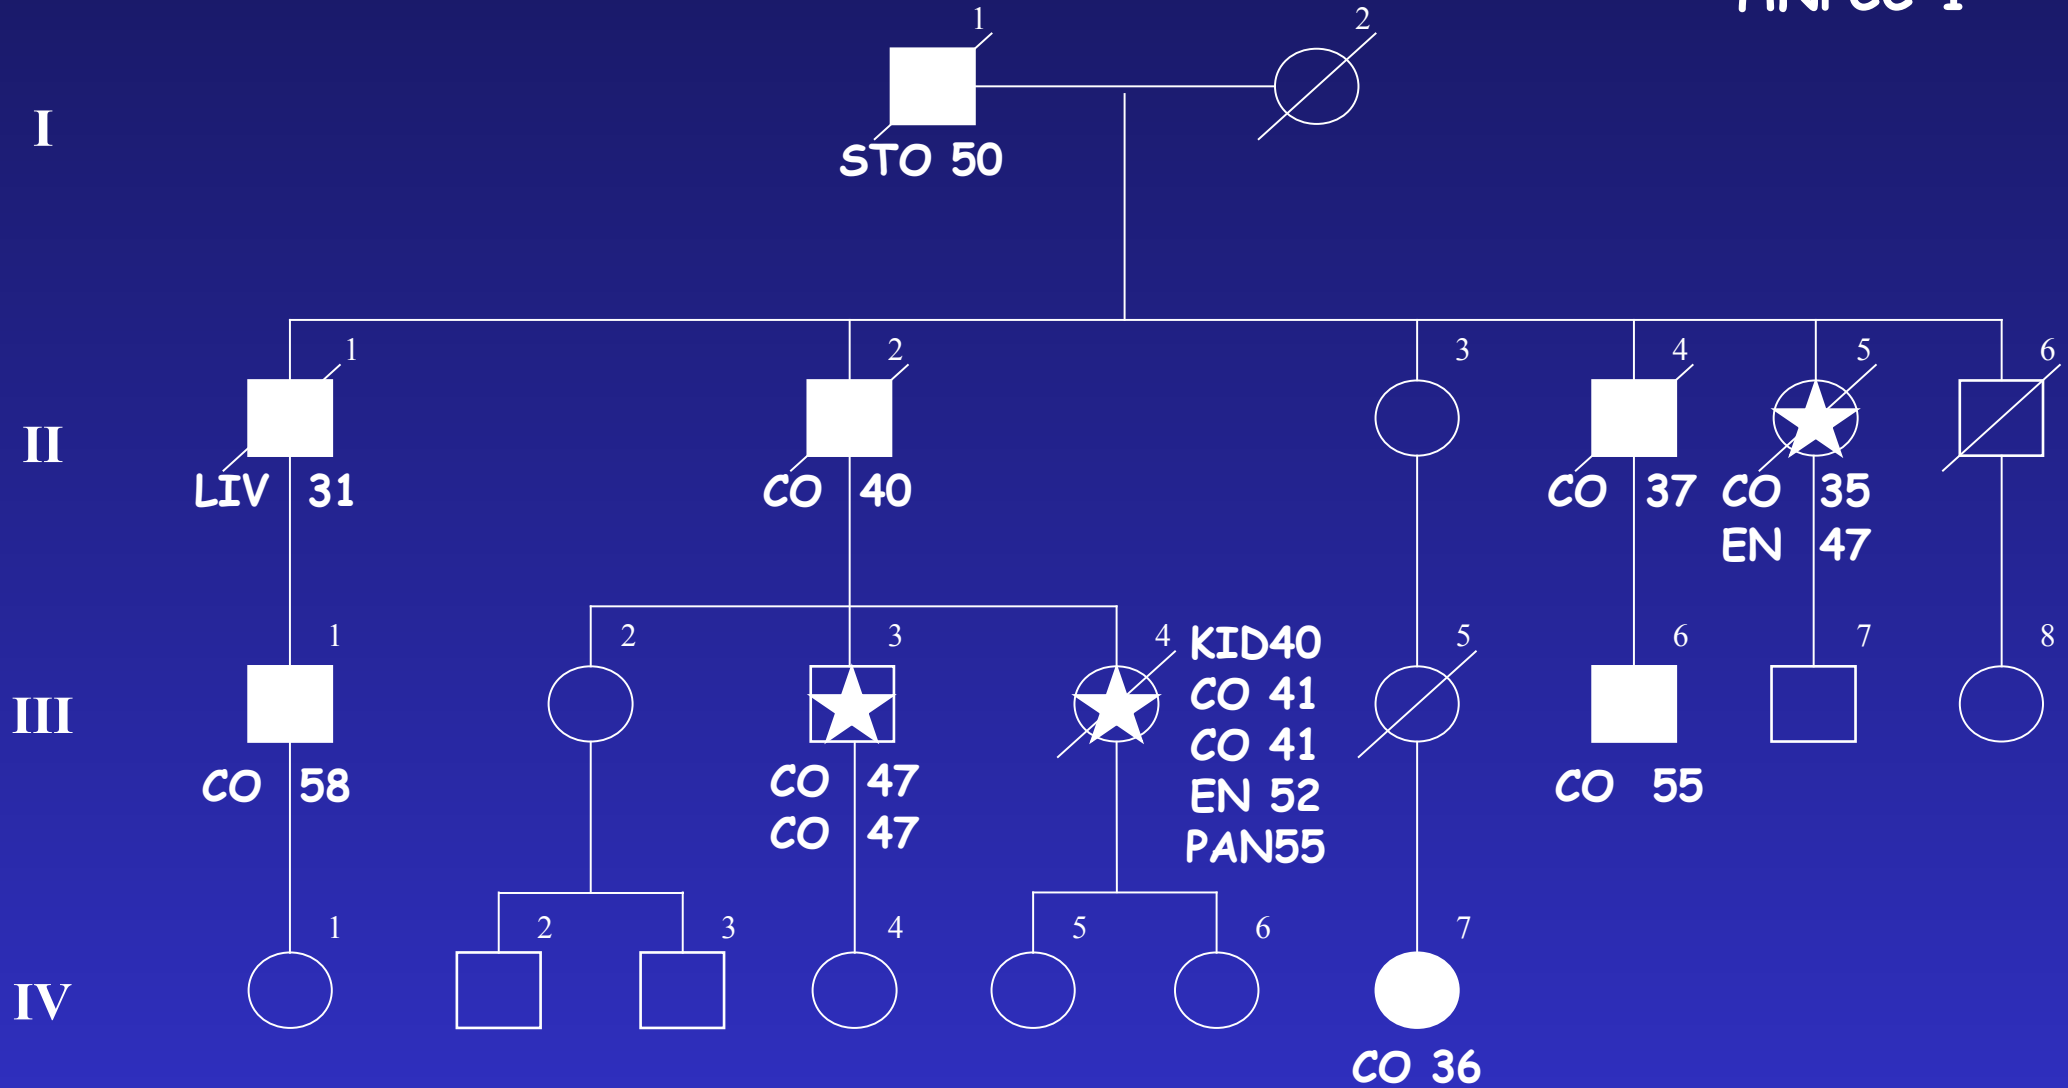 1 2
I
STO 50
1 2 3 4 5 6
II
LIV 31 CO 40 CO 37 CO 35
EN 47
1 2 3 4 KID40 5 6 7 8
CO 41
III
CO 41
CO 58 CO 47 EN 52 CO 55
CO 47 PAN55
1 2 3 4 5 6 7
IV
CO 36